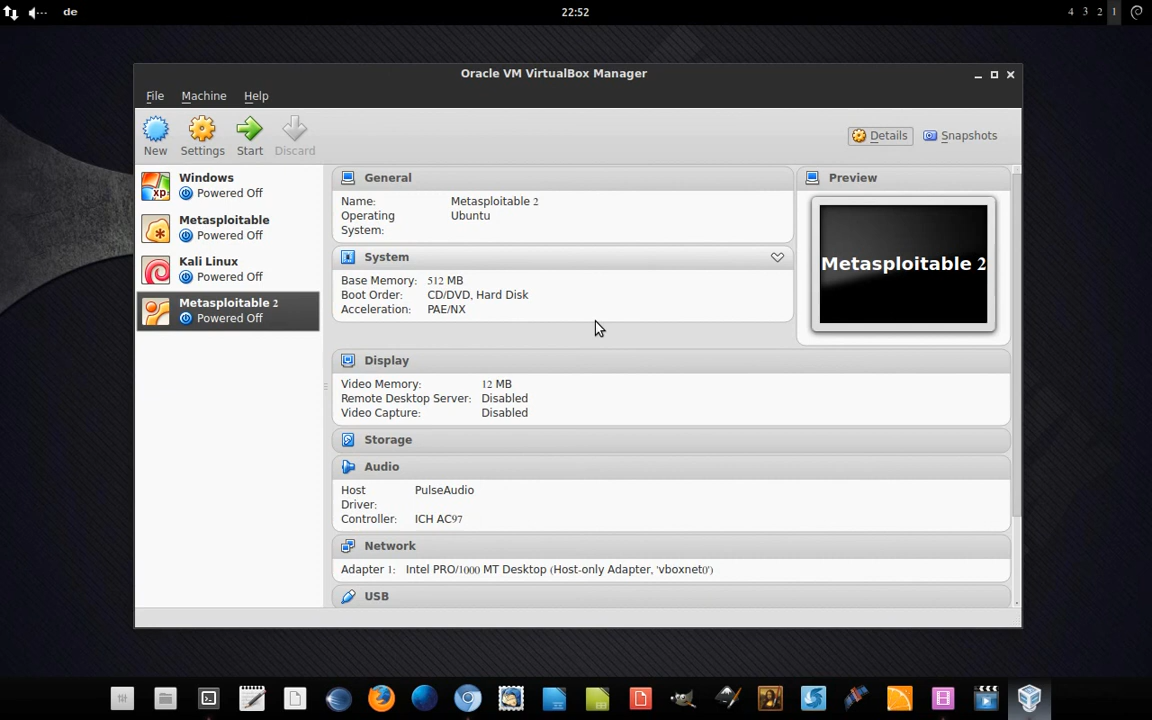 de
22:52
4 3 2 1
Oracle VM VirtualBox Manager
File Machine Help
New Settings Start Discard
Details Snapshots
xp
Windows
Powered Off
Metasploitable
Powered Off
Kali Linux
Powered Off
Metasploitable 2
Powered Off
General
Name: Metasploitable 2
Operating Ubuntu
System:
System
Base Memory: 512 MB
Boot Order: CD/DVD, Hard Disk
Acceleration: PAE/NX
Preview
Metasploitable 2
Display
Video Memory: 12 MB
Remote Desktop Server: Disabled
Video Capture: Disabled
Storage
Audio
Host PulseAudio
Driver:
Controller: ICH AC97
Network
Adapter 1: Intel PRO/1000 MT Desktop (Host-only Adapter, 'vboxnet0')
USB